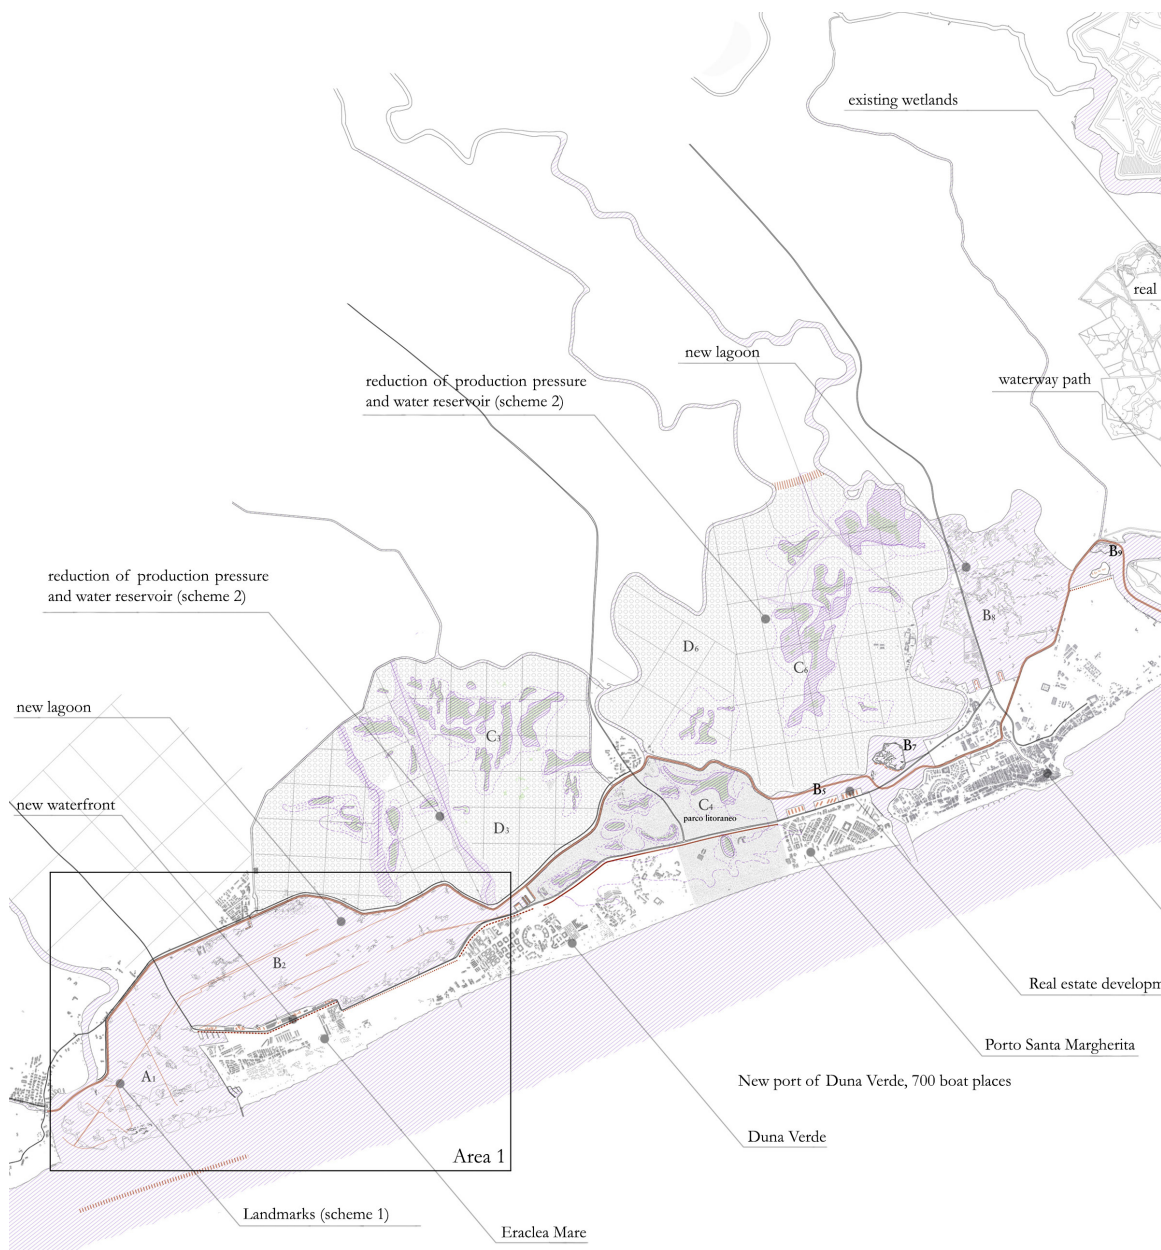 existing wetlands
real
new lagoon
reduction of production pressure
and water reservoir (scheme 2)
waterway path
B9
reduction of production pressure
and water reservoir (scheme 2)
B8
D6
C6
new lagoon
C3
B7
new waterfront
B5
C4
parco litoraneo
D3
B2
Real estate developm
A1
Porto Santa Margherita
New port of Duna Verde, 700 boat places
Duna Verde
Area 1
Landmarks (scheme 1)
Eraclea Mare